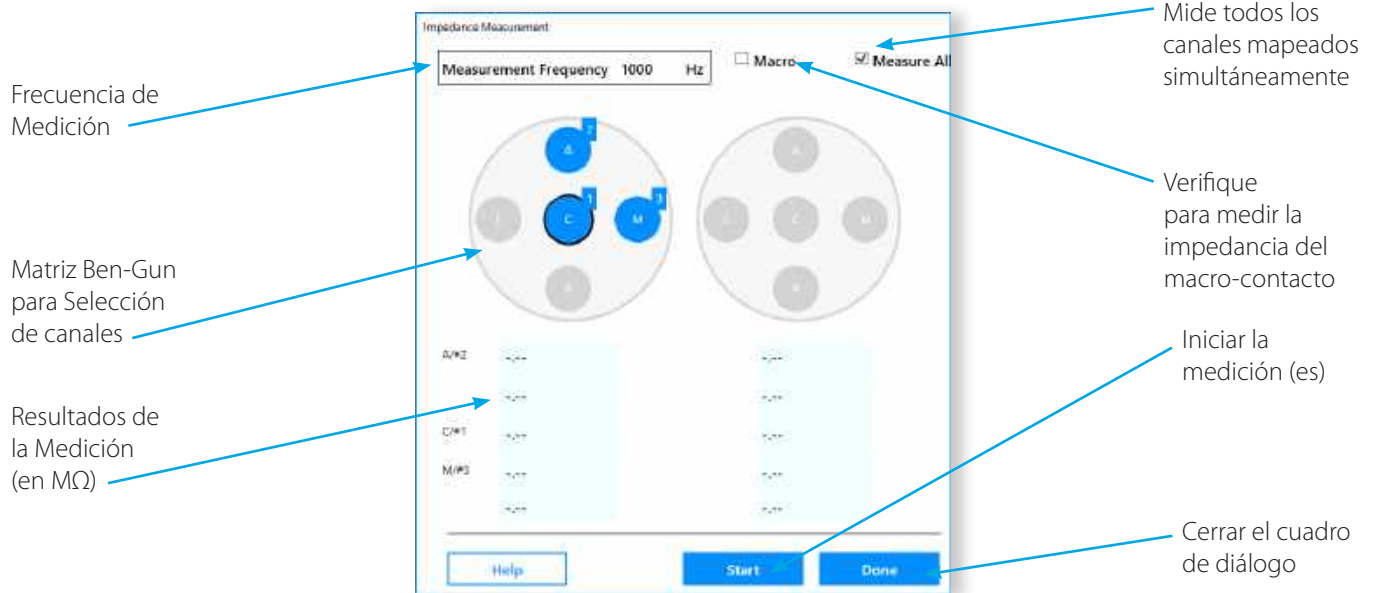 Impedance Measurement
Measurement Frequency 1000 Hz
Macro
Measure All
Frecuencia de
Medición
Matriz Ben-Gun
para Selección
de canales
Resultados de
la Medición
(en MΩ)
A
2
C
1
M
3
C
A/#2
-.--
-.--
-.--
C/#1
-.--
-.--
M/#3
-.--
-.--
-.--
-.--
Help
Start
Done
Mide todos los
canales mapeados
simultáneamente
Verifique
para medir la
impedancia del
macro-contacto
Iniciar la
medición (es)
Cerrar el cuadro
de diálogo